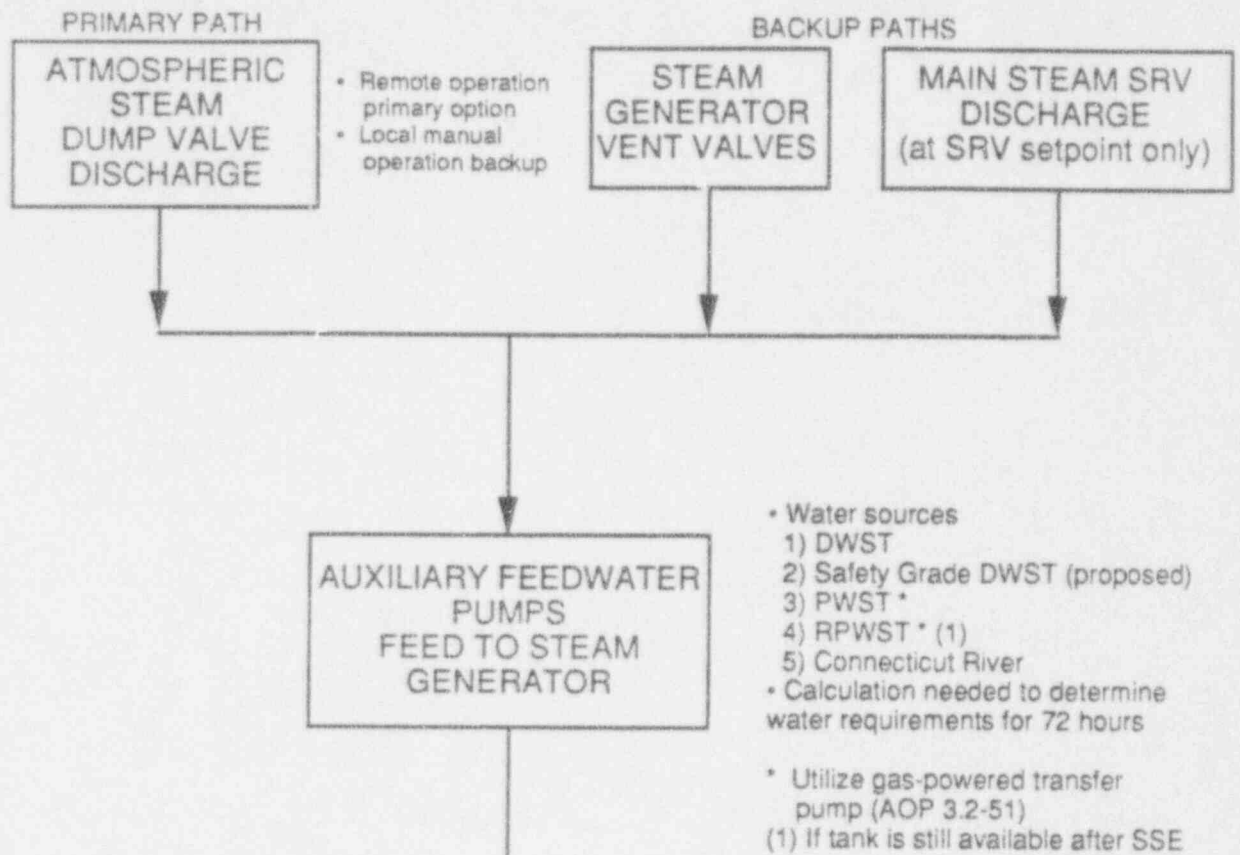 PRIMARY PATH
ATMOSPHERIC
STEAM
DUMP VALVE
DISCHARGE
• Remote operation
primary option
• Local manual
operation backup
BACKUP PATHS
STEAM
GENERATOR
VENT VALVES
MAIN STEAM SRV
DISCHARGE
(at SRV setpoint only)
AUXILIARY FEEDWATER
PUMPS
FEED TO STEAM
GENERATOR
• Water sources
1) DWST
2) Safety Grade DWST (proposed)
3) PWST *
4) RPWST * (1)
5) Connecticut River
• Calculation needed to determine
water requirements for 72 hours
* Utilize gas-powered transfer
pump (AOP 3.2-51)
(1) If tank is still available after SSE